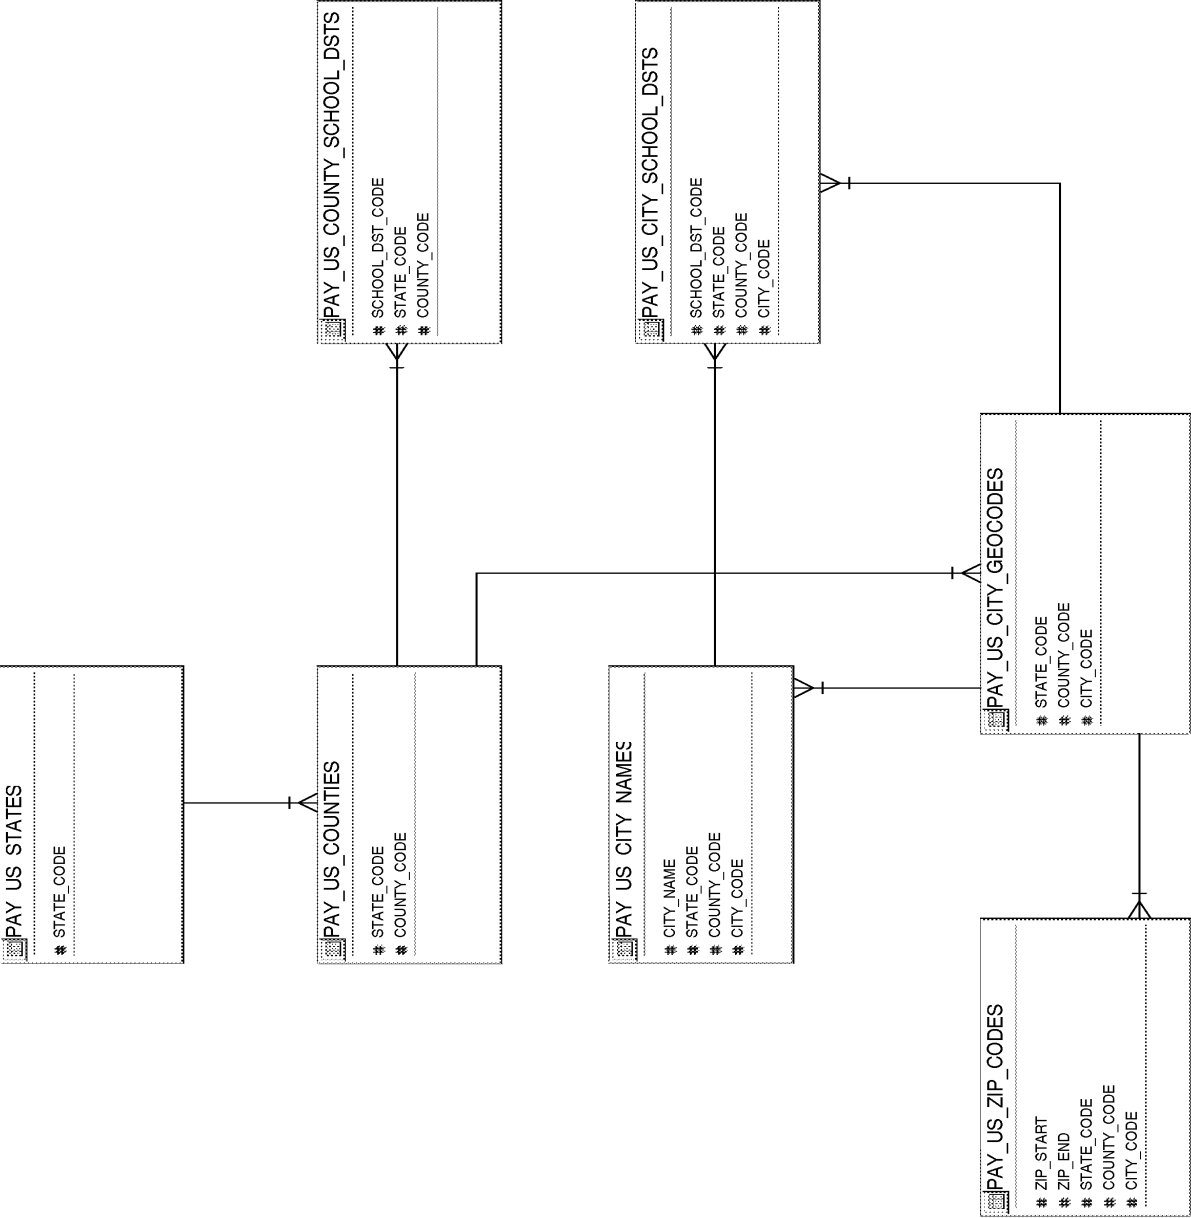 PAY_US_STATES
# STATE_CODE
PAY_US_COUNTIES
# STATE_CODE
# COUNTY_CODE
PAY_US_COUNTY_SCHOOL_DSTS
# SCHOOL_DST_CODE
# STATE_CODE
# COUNTY_CODE
PAY_US_CITY_NAMES
# CITY_NAME
# STATE_CODE
# COUNTY_CODE
# CITY_CODE
PAY_US_CITY_SCHOOL_DSTS
# SCHOOL_DST_CODE
# STATE_CODE
# COUNTY_CODE
# CITY_CODE
PAY_US_ZIP_CODES
# ZIP_START
# ZIP_END
# STATE_CODE
# COUNTY_CODE
# CITY_CODE
PAY_US_CITY_GEOCODES
# STATE_CODE
# COUNTY_CODE
# CITY_CODE